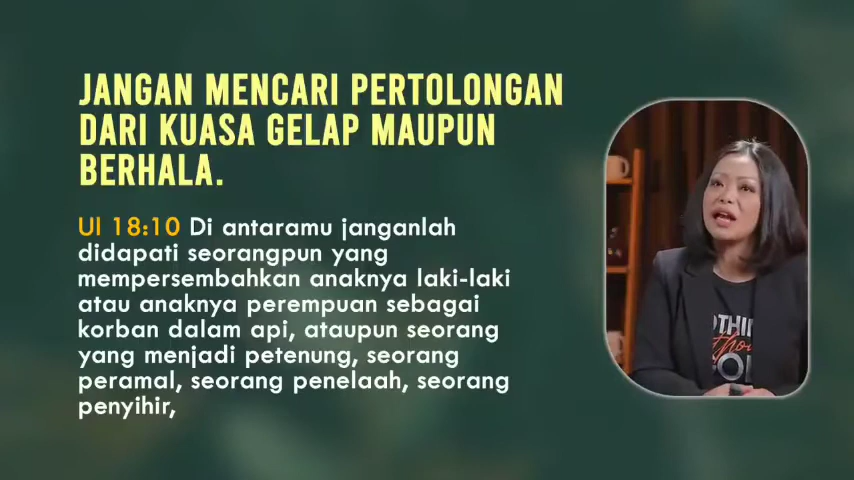 JANGAN MENCARI PERTOLONGAN
DARI KUASA GELAP MAUPUN
BERHALA.
Ul 18:10 Di antaramu janganlah
didapati seorangpun yang
mempersembahkan anaknya laki-laki
atau anaknya perempuan sebagai
korban dalam api, ataupun seorang
yang menjadi petenung, seorang
peramal, seorang penelaah, seorang
penyihir,